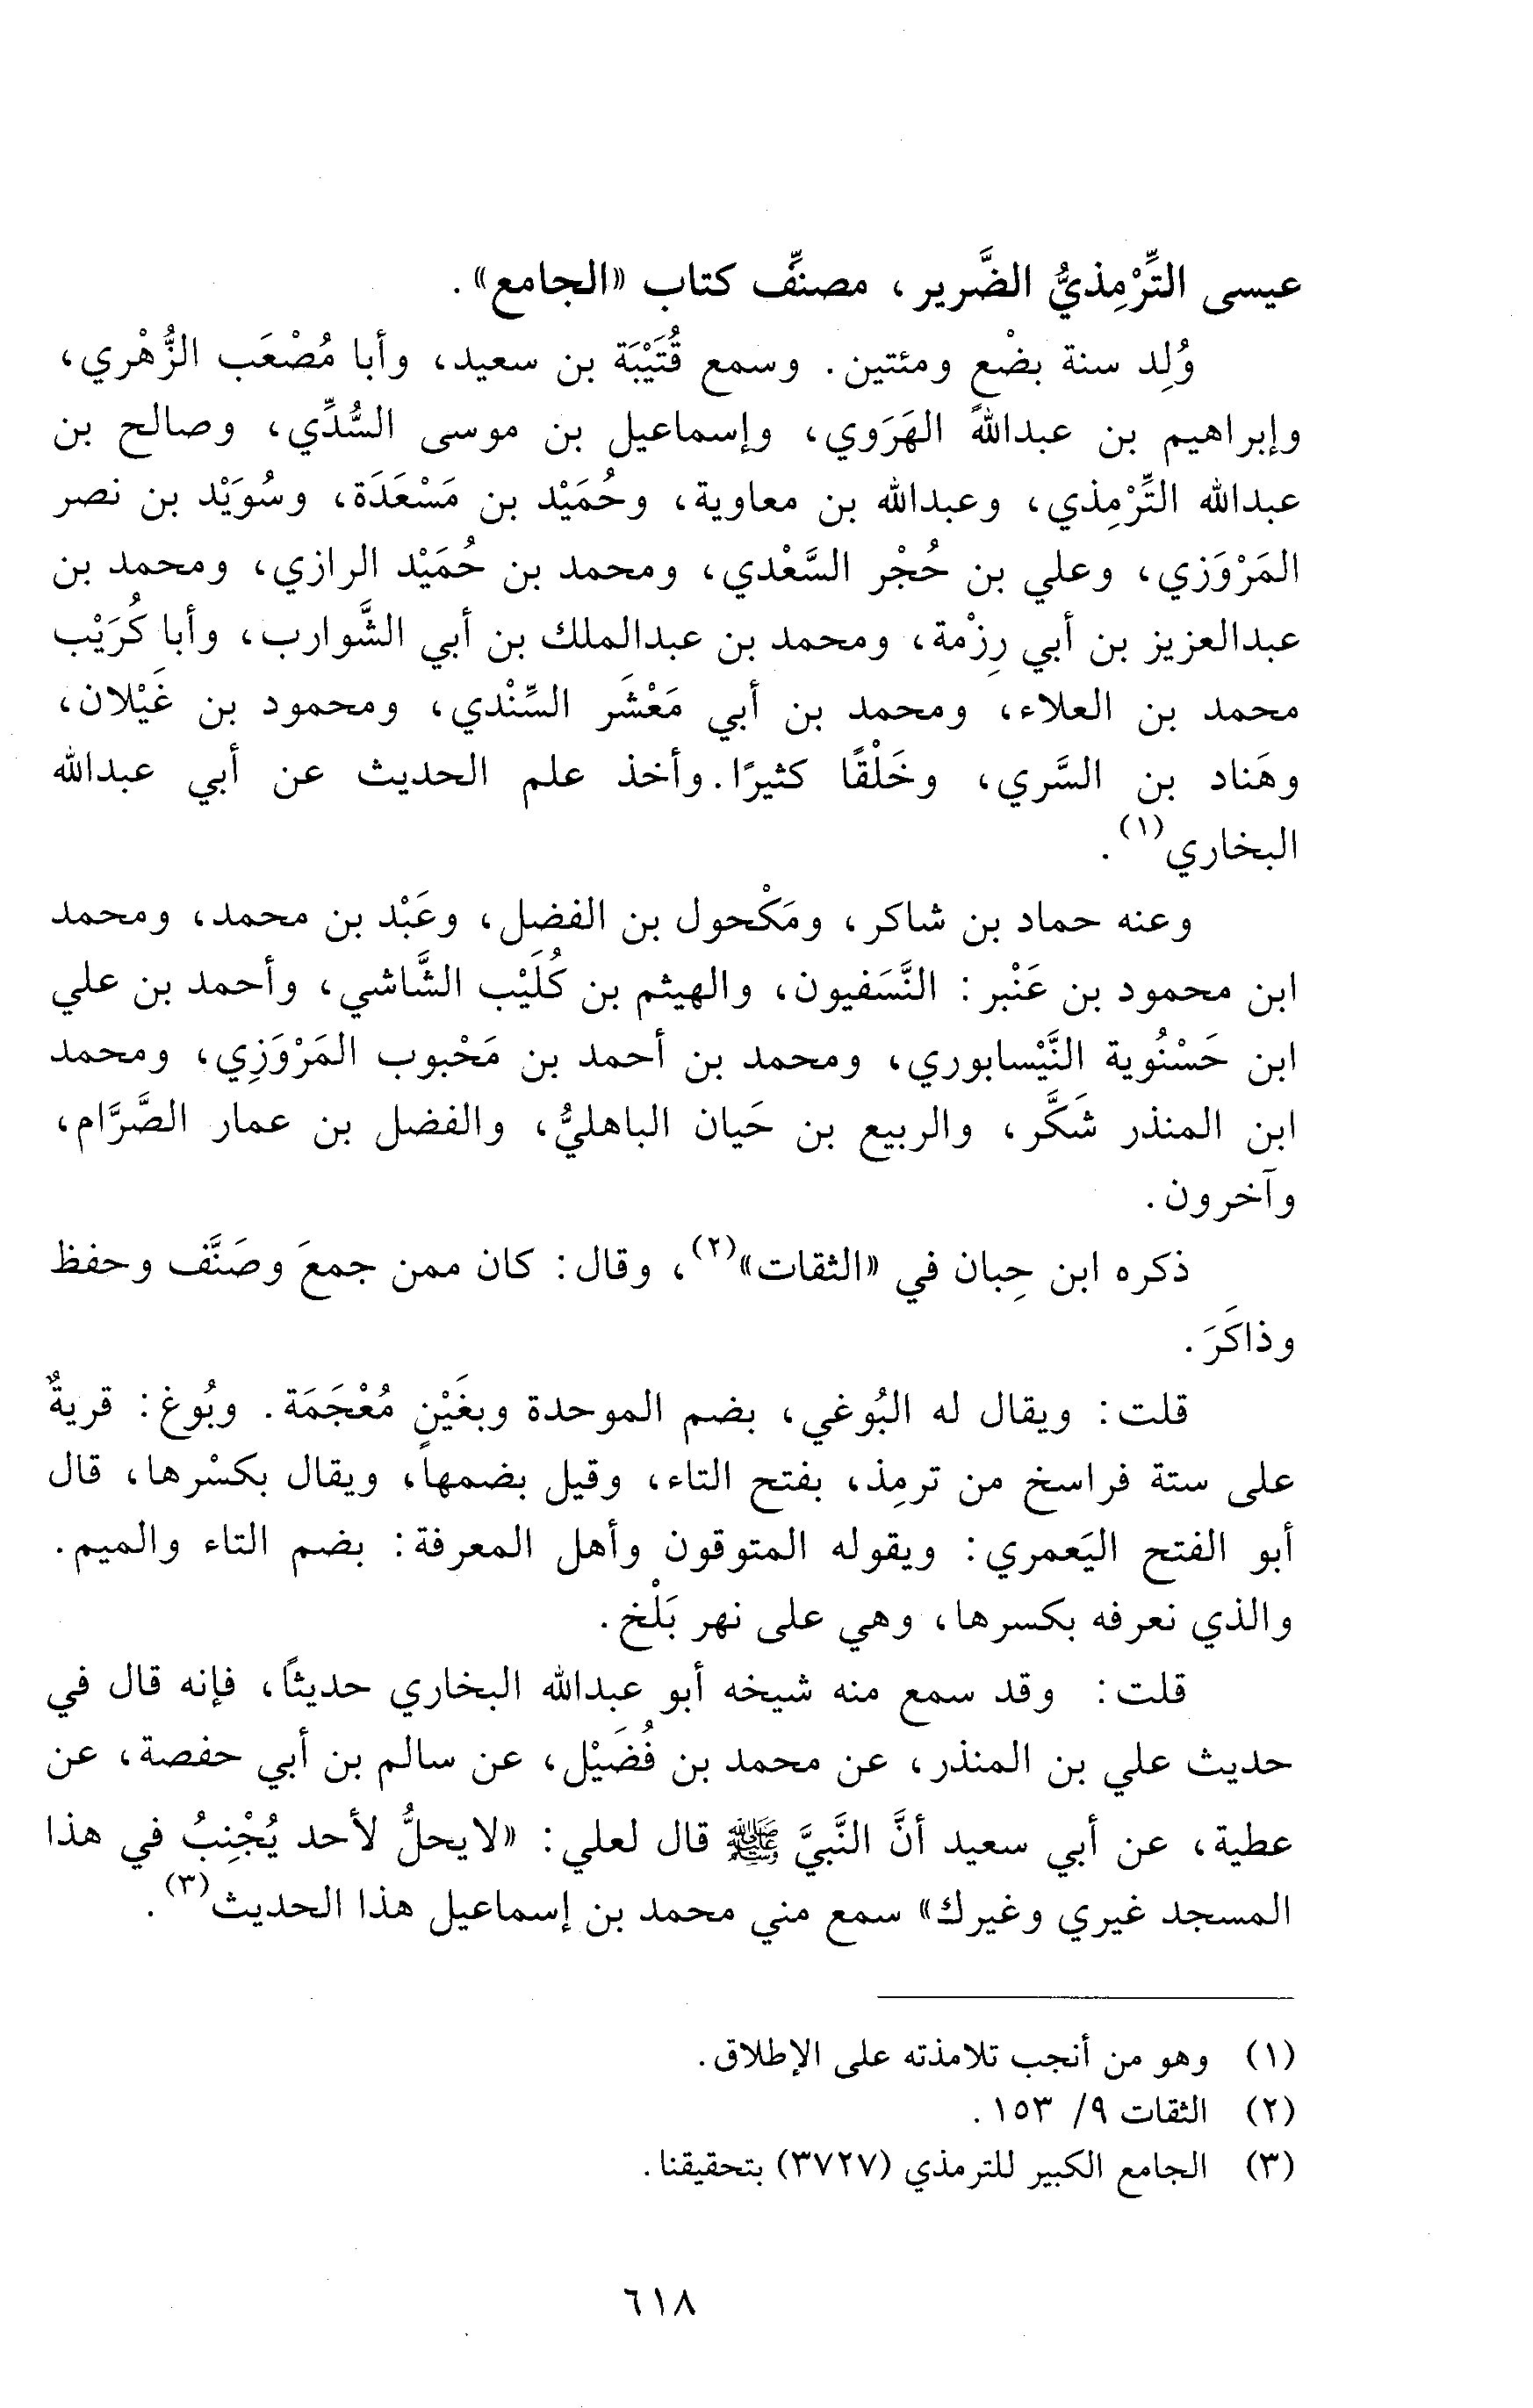 عيسى التِّرْمِذيُّ الضَّرير، مصنِّف كتاب «الجامع».
وُلِد سنة بضْع ومئتين. وسمع قُتَيْبَة بن سعيد، وأبا مُصْعَب الزُّهْري،
وإبراهيم بن عبدالله الهَرَوي، وإسماعيل بن موسى السُّدِّي، وصالح بن
عبدالله التِّرْمِذي، وعبدالله بن معاوية، وحُمَيْد بن مَسْعَدَة، وسُوَيْد بن نصر
المَرْوَزي، وعلي بن حُجْر السَّعْدي، ومحمد بن حُمَيْد الرازي، ومحمد بن
عبدالعزيز بن أبي رِزْمة، ومحمد بن عبدالملك بن أبي الشَّوارب، وأبا كُرَيْب
محمد بن العلاء، ومحمد بن أبي مَعْشَر السِّنْدي، ومحمود بن غَيْلان،
وهَناد بن السَّري، وخَلْقًا كثيرًا. وأخذ علم الحديث عن أبي عبدالله
البخاري(١).
وعنه حماد بن شاكر، ومَكْحول بن الفضل، وعَبْد بن محمد، ومحمد
ابن محمود بن عَنْبر: النَّسَفيون، والهيثم بن كُلَيْب الشَّاشي، وأحمد بن علي
ابن حَسْنُوية النَّيْسابوري، ومحمد بن أحمد بن مَحْبوب المَرْوَزِي، ومحمد
ابن المنذر شَكَّر، والربيع بن حَيان الباهليُّ، والفضل بن عمار الصَّرَّام،
وآخرون.
ذكره ابن حِبان في «الثقات»(٢)، وقال: كان ممن جمعَ وصَنَّف وحفظ
وذاكَرَ.
قلت: ويقال له البُوغي، بضم الموحدة وبغَيْنٍ مُعْجَمَة. وبُوغ: قريةٌ
على ستة فراسخ من ترمِذ، بفتح التاء، وقيل بضمها، ويقال بكسْرها، قال
أبو الفتح اليَعمري: ويقوله المتوقون وأهل المعرفة: بضم التاء والميم.
والذي نعرفه بكسرها، وهي على نهر بَلْخ.
قلت: وقد سمع منه شيخه أبو عبدالله البخاري حديثًا، فإنه قال في
حديث علي بن المنذر، عن محمد بن فُضَيْل، عن سالم بن أبي حفصة، عن
عطية، عن أبي سعيد أنَّ النَّبيَّ ﷺ قال لعلي: «لايحلُّ لأحد يُجْنِبُ في هذا
المسجد غيري وغيرك» سمع مني محمد بن إسماعيل هذا الحديث(٣).
(١) وهو من أنجب تلامذته على الإطلاق.
(٢) الثقات ٩/ ١٥٣.
(٣) الجامع الكبير للترمذي (٣٧٢٧) بتحقيقنا.
٦١٨